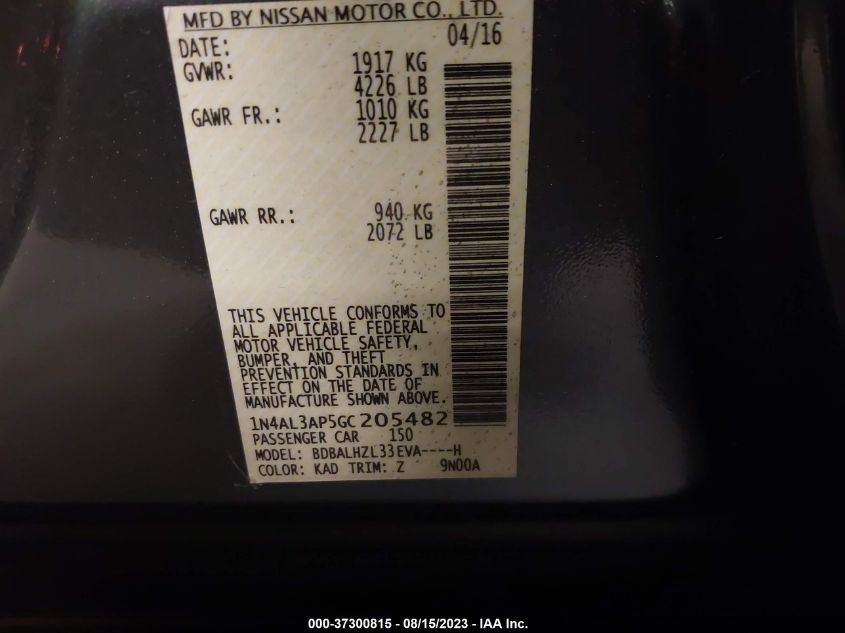 MFD BY NISSAN MOTOR CO., LTD.
DATE: 04/16
GVWR: 1917 KG
4226 LB
GAWR FR.: 1010 KG
2227 LB
GAWR RR.: 940 KG
2072 LB
THIS VEHICLE CONFORMS TO
ALL APPLICABLE FEDERAL
MOTOR VEHICLE SAFETY,
BUMPER, AND THEFT
PREVENTION STANDARDS IN
EFFECT ON THE DATE OF
MANUFACTURE SHOWN ABOVE.
1N4AL3AP5GC205482
PASSENGER CAR 150
MODEL: BDBALHZL33EVA----H
COLOR: KAD TRIM: Z 9N00A
000-37300815 - 08/15/2023 - IAA Inc.